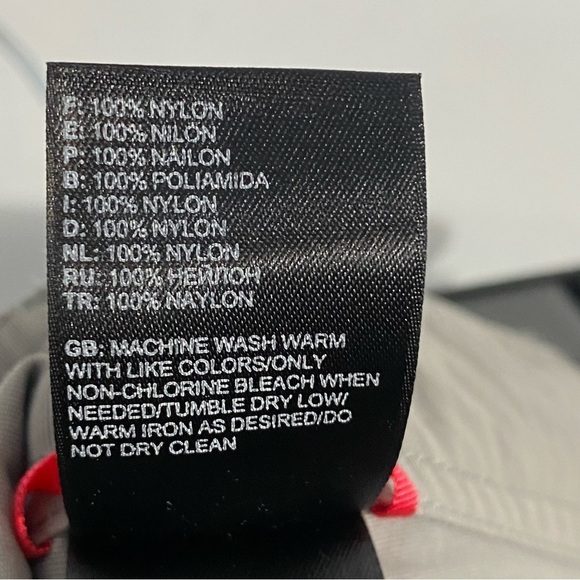 F: 100% NYLON
E: 100% NILÓN
P: 100% NAILON
B: 100% POLIAMIDA
I: 100% NYLON
D: 100% NYLON
NL: 100% NYLON
RU: 100% НЕЙЛОН
TR: 100% NAYLON
GB: MACHINE WASH WARM
WITH LIKE COLORS/ONLY
NON-CHLORINE BLEACH WHEN
NEEDED/TUMBLE DRY LOW/
WARM IRON AS DESIRED/DO
NOT DRY CLEAN